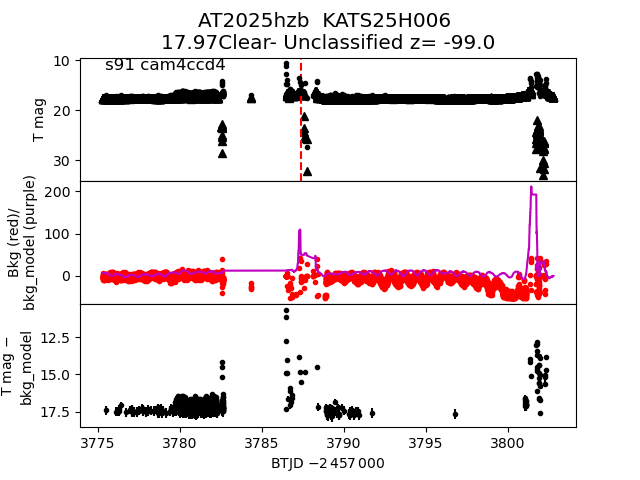 AT2025hzb  KATS25H006
17.97Clear- Unclassified z= -99.0
s91 cam4ccd4
T mag
10
20
30
Bkg (red)/
bkg_model (purple)
200
100
0
T mag −
bkg_model
12.5
15.0
17.5
3775 3780 3785 3790 3795 3800
BTJD −2 457 000